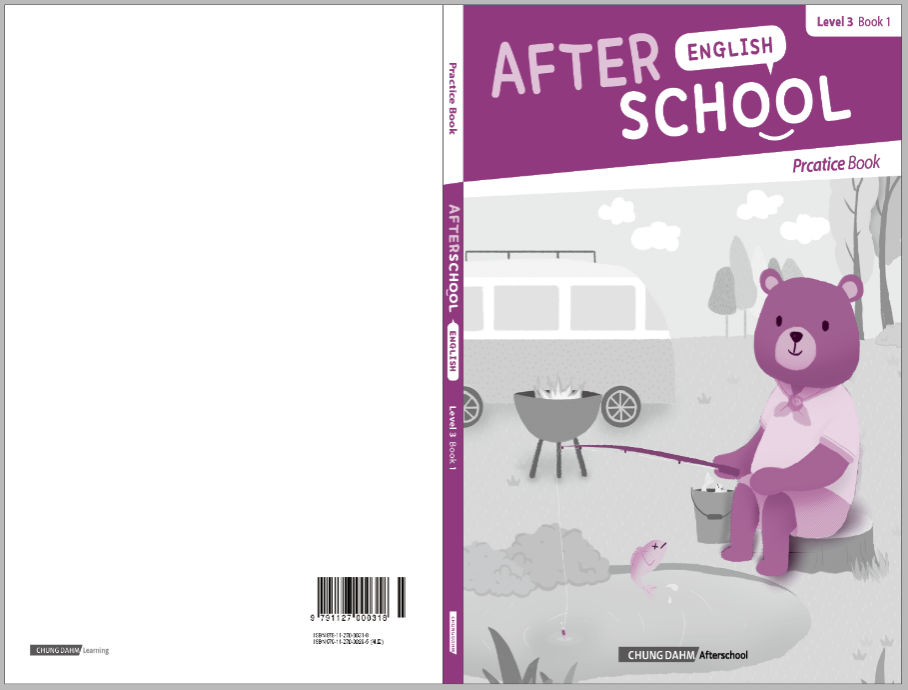 CHUNG DAHM Learning
Practice Book
AFTERSCHOOL
ENGLISH
Level 3 Book 1
CHUNGDAHM
Level 3 Book 1
AFTER
ENGLISH
SCHOOL
Prcatice Book
CHUNG DAHM Afterschool